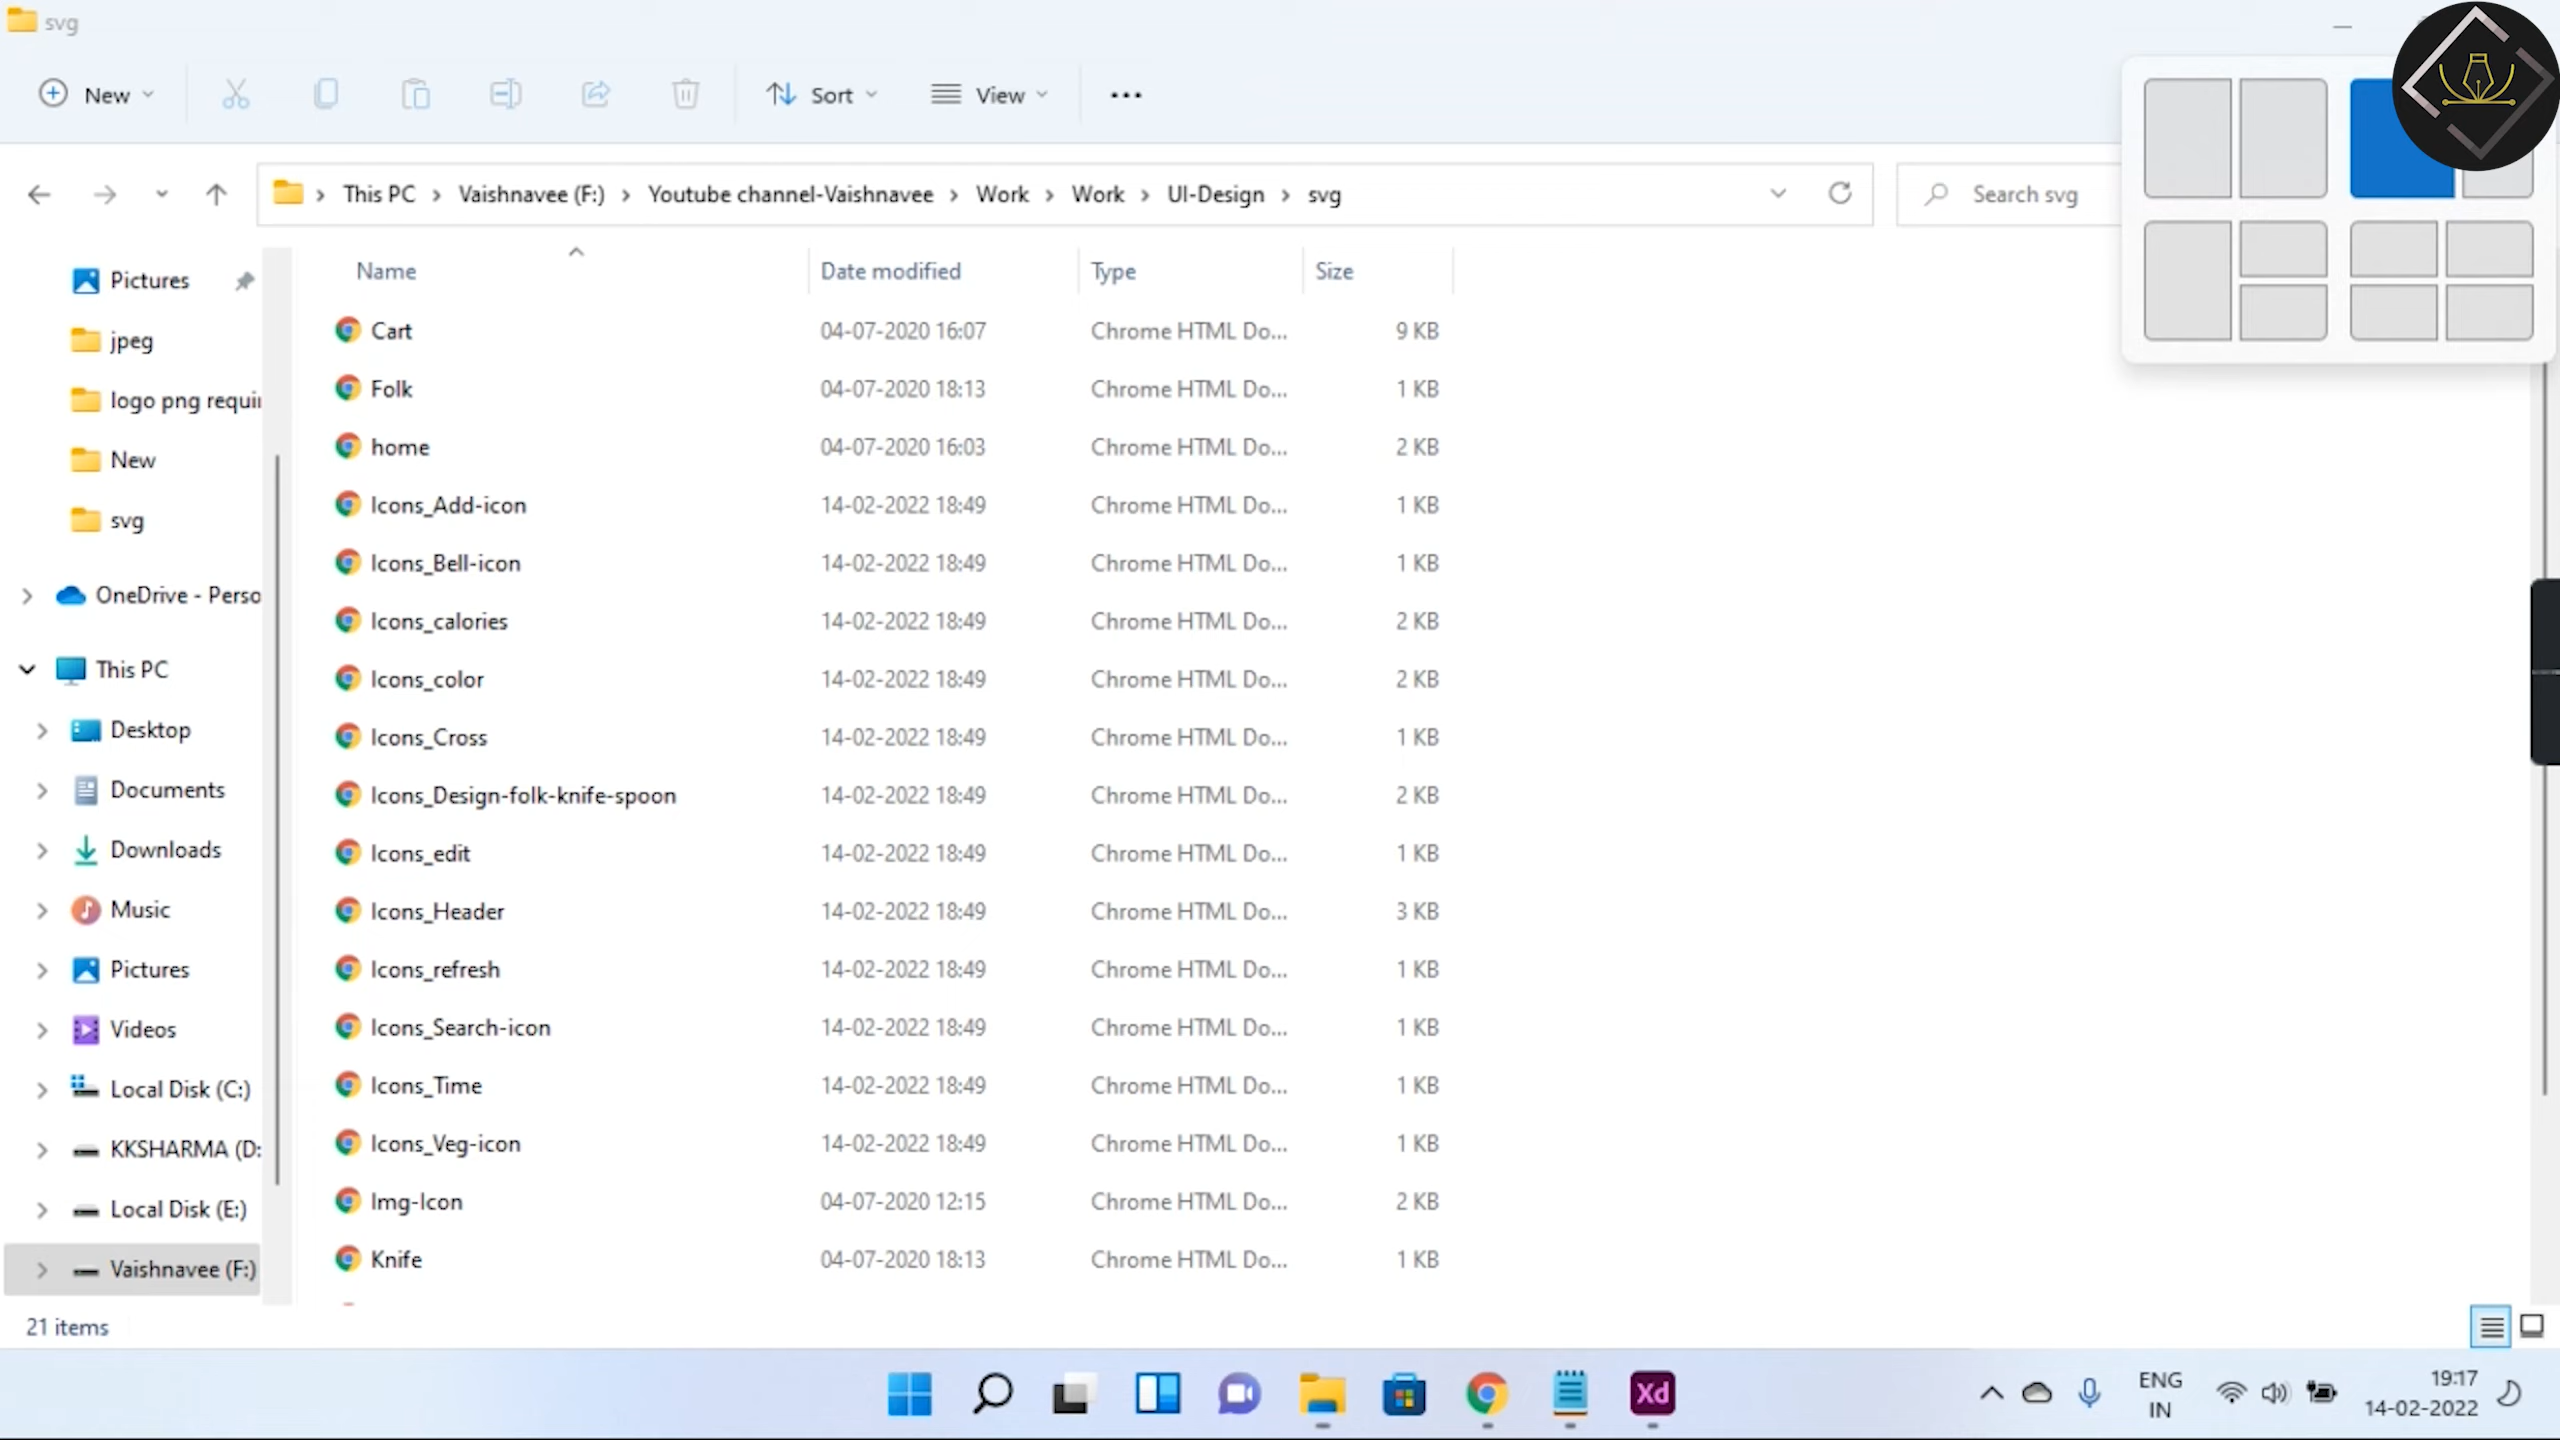 svg
New Sort View
This PC Vaishnavee (F:) Youtube channel-Vaishnavee Work Work UI-Design svg Search svg
Name Date modified Type Size
Pictures
jpeg
logo png requir
New
svg
OneDrive - Perso
This PC
Desktop
Documents
Downloads
Music
Pictures
Videos
Local Disk (C:)
KKSHARMA (D:
Local Disk (E:)
Vaishnavee (F:)
Cart 04-07-2020 16:07 Chrome HTML Do... 9 KB
Folk 04-07-2020 18:13 Chrome HTML Do... 1 KB
home 04-07-2020 16:03 Chrome HTML Do... 2 KB
Icons_Add-icon 14-02-2022 18:49 Chrome HTML Do... 1 KB
Icons_Bell-icon 14-02-2022 18:49 Chrome HTML Do... 1 KB
Icons_calories 14-02-2022 18:49 Chrome HTML Do... 2 KB
Icons_color 14-02-2022 18:49 Chrome HTML Do... 2 KB
Icons_Cross 14-02-2022 18:49 Chrome HTML Do... 1 KB
Icons_Design-folk-knife-spoon 14-02-2022 18:49 Chrome HTML Do... 2 KB
Icons_edit 14-02-2022 18:49 Chrome HTML Do... 1 KB
Icons_Header 14-02-2022 18:49 Chrome HTML Do... 3 KB
Icons_refresh 14-02-2022 18:49 Chrome HTML Do... 1 KB
Icons_Search-icon 14-02-2022 18:49 Chrome HTML Do... 1 KB
Icons_Time 14-02-2022 18:49 Chrome HTML Do... 1 KB
Icons_Veg-icon 14-02-2022 18:49 Chrome HTML Do... 1 KB
Img-Icon 04-07-2020 12:15 Chrome HTML Do... 2 KB
Knife 04-07-2020 18:13 Chrome HTML Do... 1 KB
21 items
Xd
ENG
IN
19:17
14-02-2022